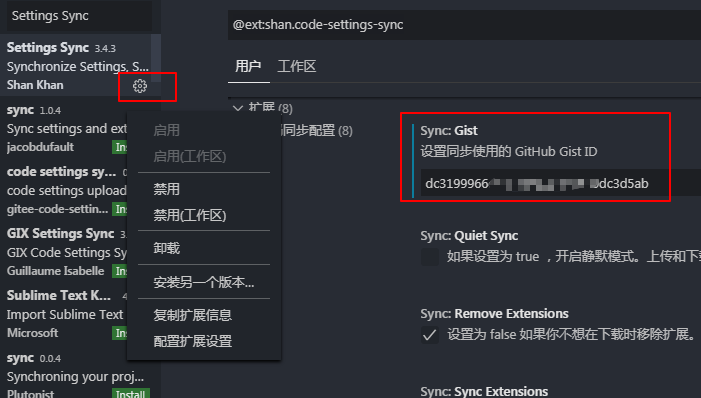 Settings Sync
Settings Sync 3.4.3
Synchronize Settings, S...
Shan Khan
sync 1.0.4
Sync settings and ext
jacobdufault
Ins
code settings sy...
code settings upload
gitee-code-settin...
Ins
GIX Settings Sync
GIX Code Settings Sy
Guillaume Isabelle
Ins
Sublime Text K...
Import Sublime Text
Microsoft
Ins
sync 0.0.4
Synchroning your proj...
Plutonist
Install
启用
启用(工作区)
禁用
禁用(工作区)
卸载
安装另一个版本...
复制扩展信息
配置扩展设置
@ext:shan.code-settings-sync
用户
工作区
扩展 (8)
同步配置 (8)
Sync: Gist
设置同步使用的 GitHub Gist ID
dc3199966
dc3d5ab
Sync: Quiet Sync
如果设置为 true ，开启静默模式。上传和下
Sync: Remove Extensions
设置为 false 如果你不想在下载时移除扩展。
Sync: Sync Extensions